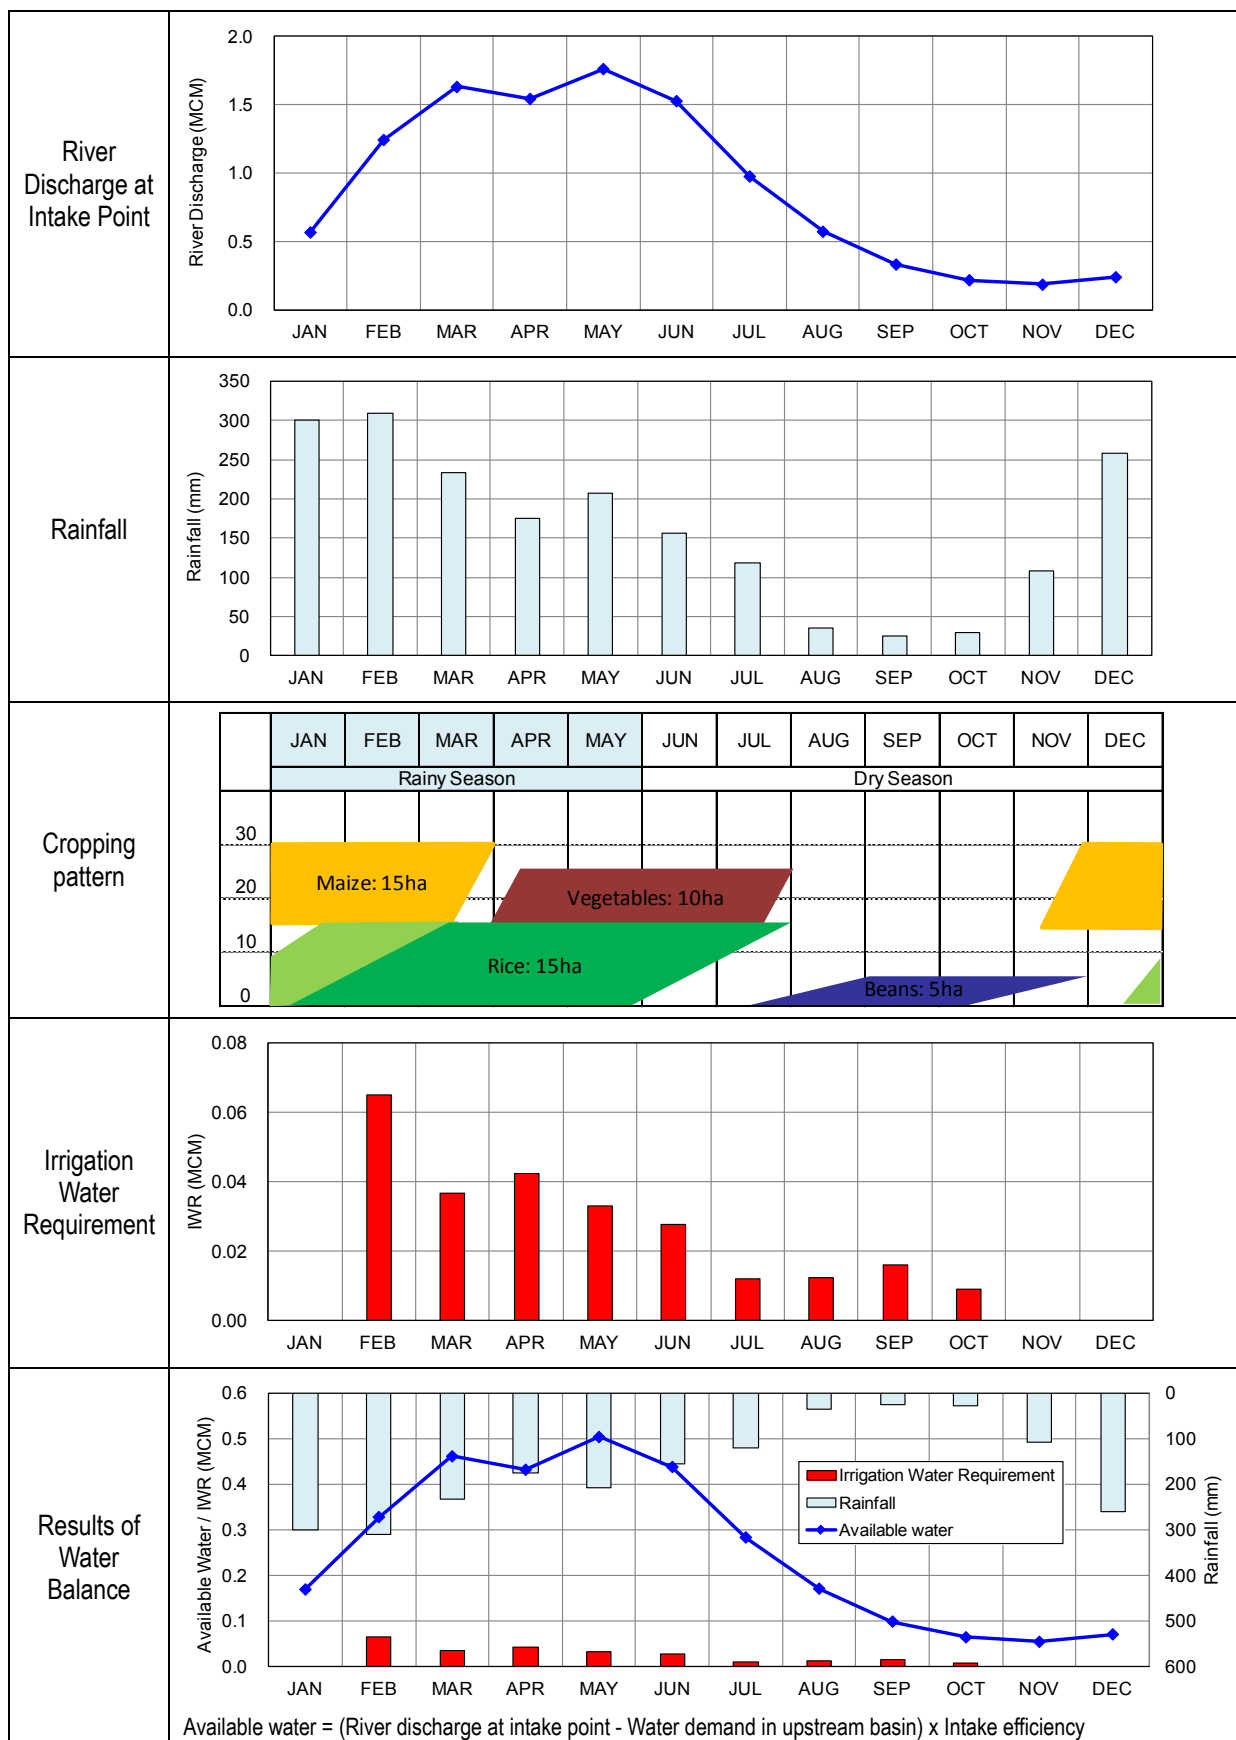 River
Discharge at
Intake Point
River Discharge (MCM)
2.0
1.5
1.0
0.5
0.0
JAN FEB MAR APR MAY JUN JUL AUG SEP OCT NOV DEC
Rainfall
Rainfall (mm)
350
300
250
200
150
100
50
0
JAN FEB MAR APR MAY JUN JUL AUG SEP OCT NOV DEC
Cropping
pattern
JAN FEB MAR APR MAY JUN JUL AUG SEP OCT NOV DEC
Rainy Season Dry Season
30
Maize: 15ha
20
Vegetables: 10ha
10
Rice: 15ha
0
Beans: 5ha
Irrigation
Water
Requirement
IWR (MCM)
0.08
0.06
0.04
0.02
0.00
JAN FEB MAR APR MAY JUN JUL AUG SEP OCT NOV DEC
Results of
Water
Balance
Available Water / IWR (MCM)
0.6
0.5
0.4
0.3
0.2
0.1
0.0
Irrigation Water Requirement
Rainfall
Available water
0
100
200
300
400
500
600
Rainfall (mm)
JAN FEB MAR APR MAY JUN JUL AUG SEP OCT NOV DEC
Available water = (River discharge at intake point - Water demand in upstream basin) x Intake efficiency